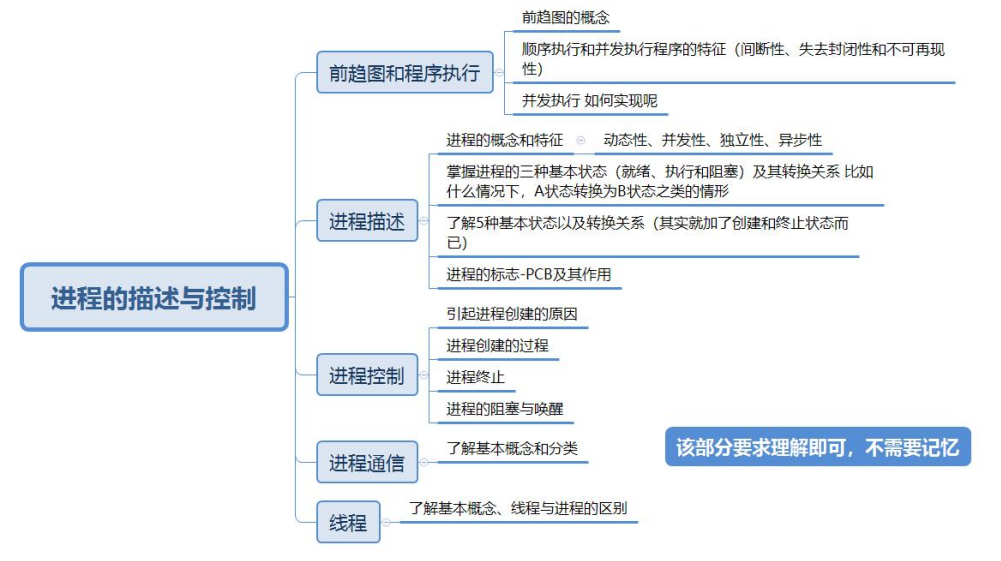 前趋图的概念
前趋图和程序执行
顺序执行和并发执行程序的特征（间断性、失去封闭性和不可再现
性）
并发执行 如何实现呢
进程的描述与控制
进程描述
进程的概念和特征
动态性、并发性、独立性、异步性
掌握进程的三种基本状态（就绪、执行和阻塞）及其转换关系 比如
什么情况下，A状态转换为B状态之类的情形
了解5种基本状态以及转换关系（其实就加了创建和终止状态而
已）
进程的标志-PCB及其作用
进程控制
引起进程创建的原因
进程创建的过程
进程终止
进程的阻塞与唤醒
进程通信
了解基本概念和分类
线程
了解基本概念、线程与进程的区别
该部分要求理解即可，不需要记忆